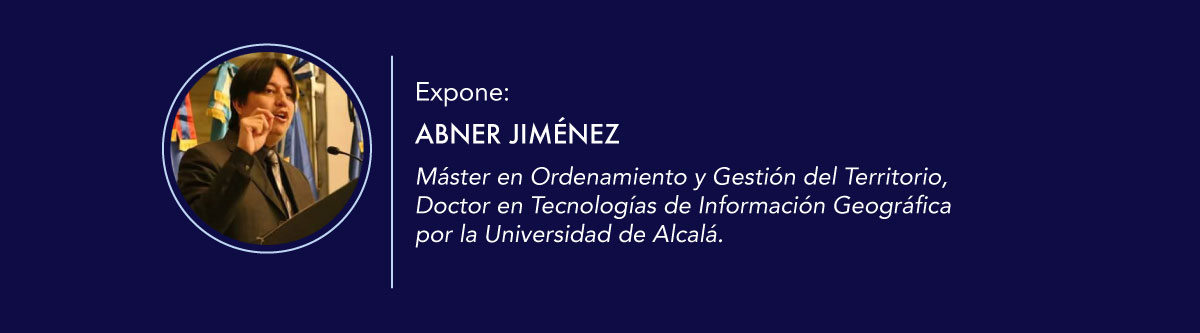 Expone:
ABNER JIMÉNEZ
Máster en Ordenamiento y Gestión del Territorio,
Doctor en Tecnologías de Información Geográfica
por la Universidad de Alcalá.